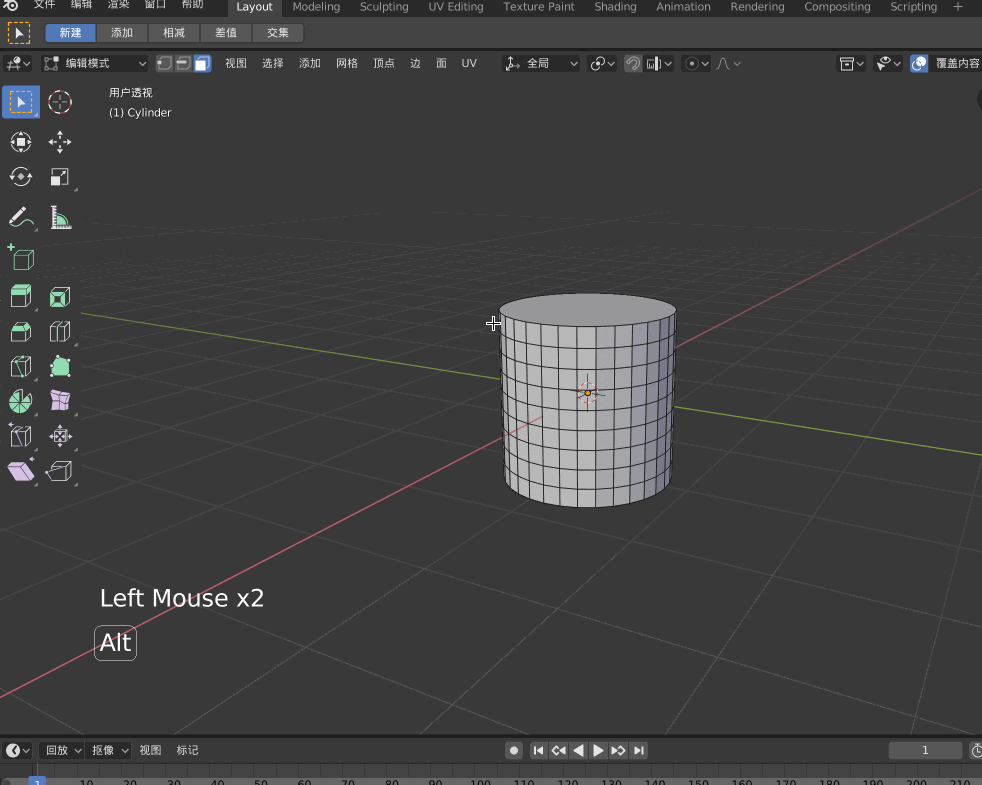 文件 编辑 渲染 窗口 帮助 Layout Modeling Sculpting UV Editing Texture Paint Shading Animation Rendering Compositing Scripting +
新建 添加 相减 差值 交集
编辑模式 视图 选择 添加 网格 顶点 边 面 UV 全局 覆盖内容
用户透视
(1) Cylinder
Left Mouse x2
Alt
回放 抠像 视图 标记 1
1 10 20 30 40 50 60 70 80 90 100 110 120 130 140 150 160 170 180 190 200 210